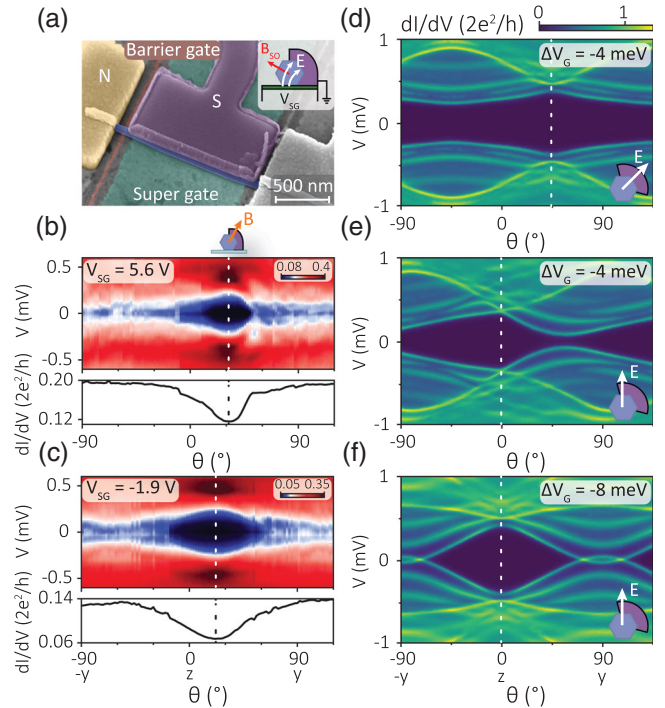 (a)
Barrier gate
N
S
B_SO
E
V_SG
Super gate
500 nm
(b)
B
V_SG = 5.6 V
0.08 0.4
V (mV)
0.5
0
-0.5
dI/dV (2e²/h)
0.20
0.12
-90 0 90
θ (°)
(c)
V_SG = -1.9 V
0.05 0.35
V (mV)
0.5
0
-0.5
dI/dV (2e²/h)
0.14
0.06
-90 0 90
-y z y
θ (°)
dI/dV (2e²/h)
0 1
(d)
ΔV_G = -4 meV
V (mV)
1
0
-1
E
-90 0 90
θ (°)
(e)
ΔV_G = -4 meV
V (mV)
1
0
-1
E
(f)
ΔV_G = -8 meV
V (mV)
1
0
-1
E
-90 0 90
-y z y
θ (°)